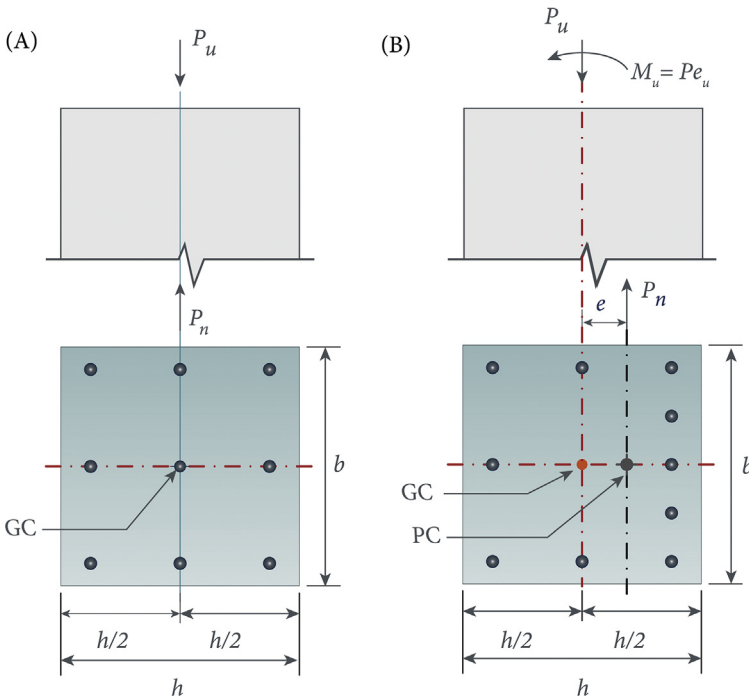 (A)
P_u
P_n
GC
b
h/2
h/2
h
(B)
P_u
M_u = Pe_u
e
P_n
GC
PC
b
h/2
h/2
h